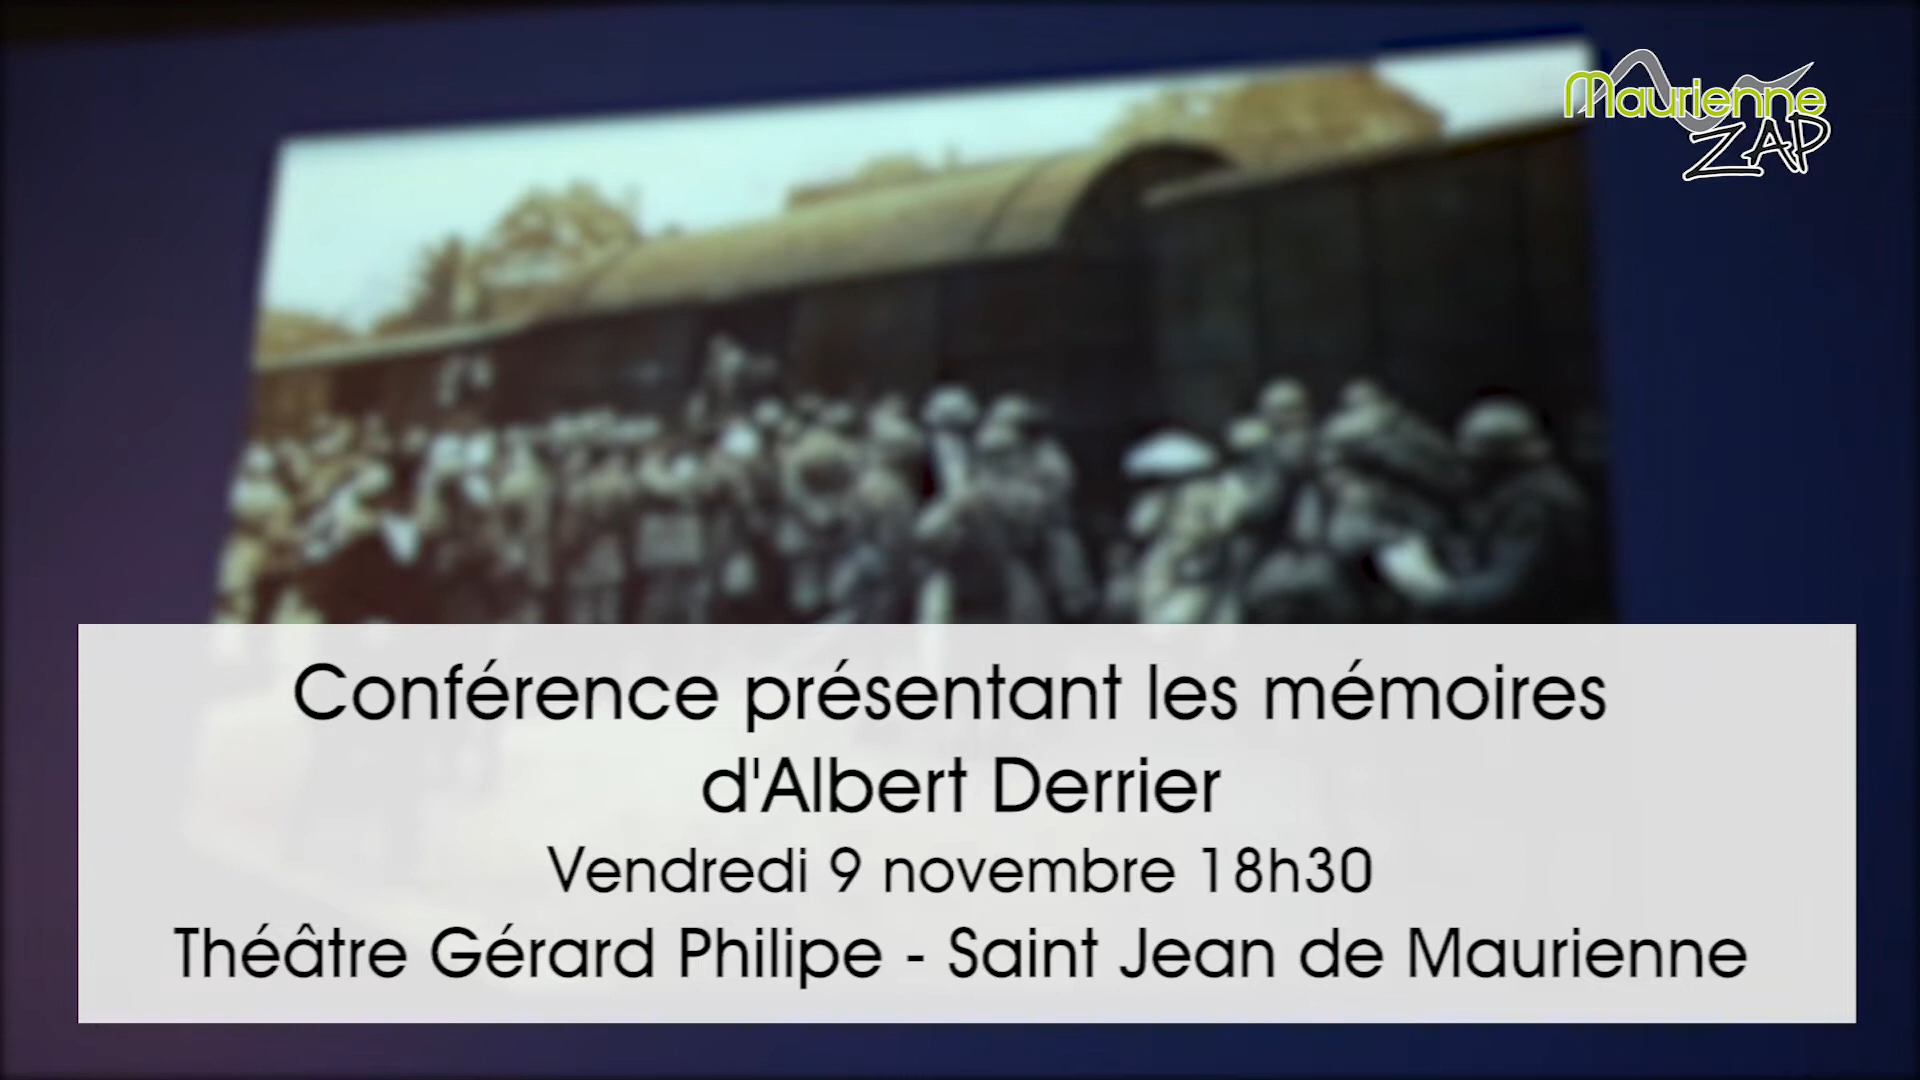 Maurienne
ZAP
Conférence présentant les mémoires
d'Albert Derrier
Vendredi 9 novembre 18h30
Théâtre Gérard Philipe - Saint Jean de Maurienne